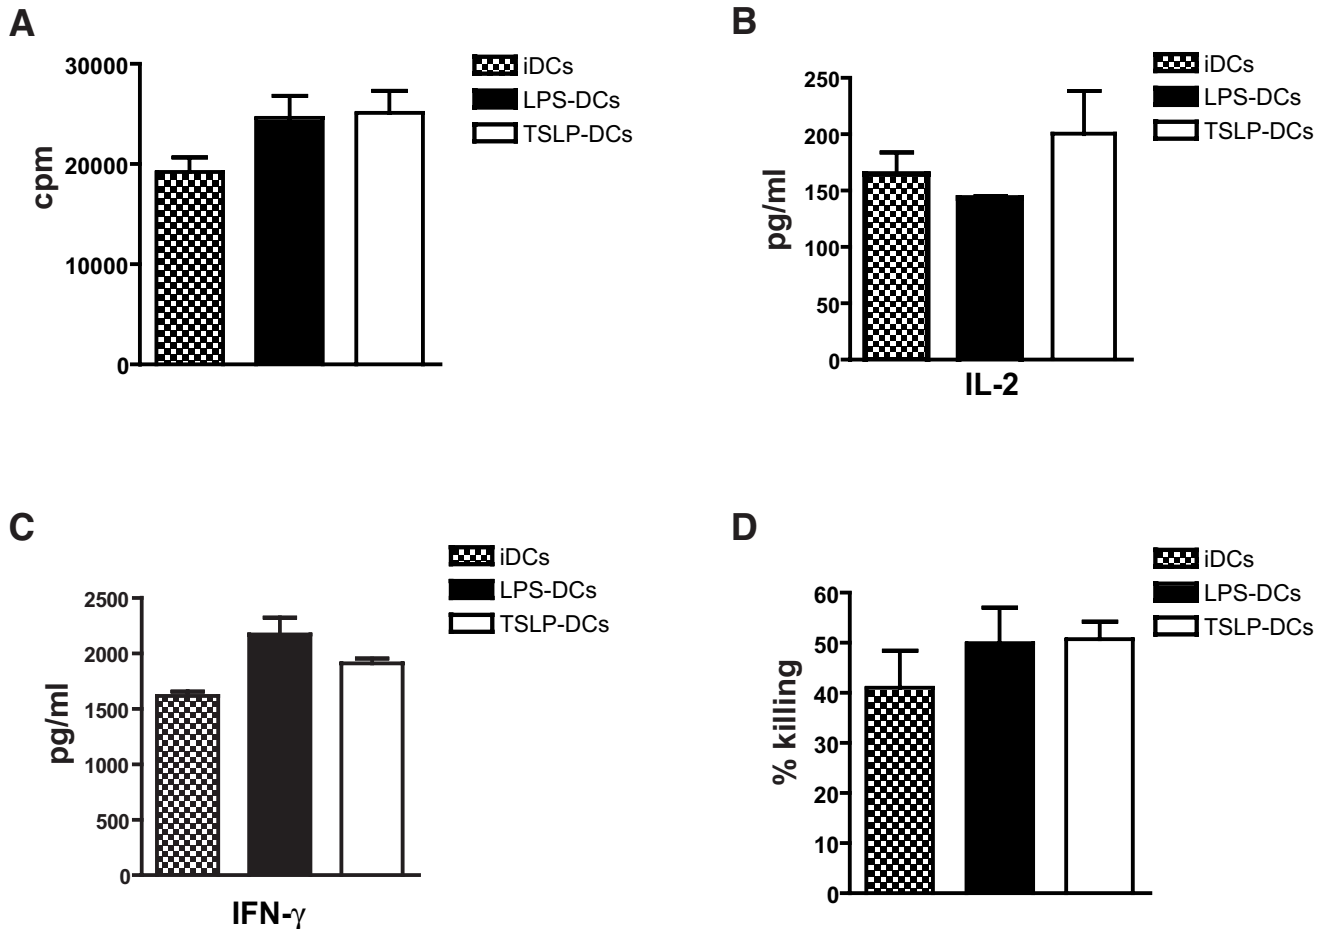 A
30000
20000
10000
0
cpm
iDCs
LPS-DCs
TSLP-DCs
B
250
200
150
100
50
0
pg/ml
IL-2
iDCs
LPS-DCs
TSLP-DCs
C
2500
2000
1500
1000
500
0
pg/ml
IFN-γ
iDCs
LPS-DCs
TSLP-DCs
D
60
50
40
30
20
10
0
% killing
iDCs
LPS-DCs
TSLP-DCs